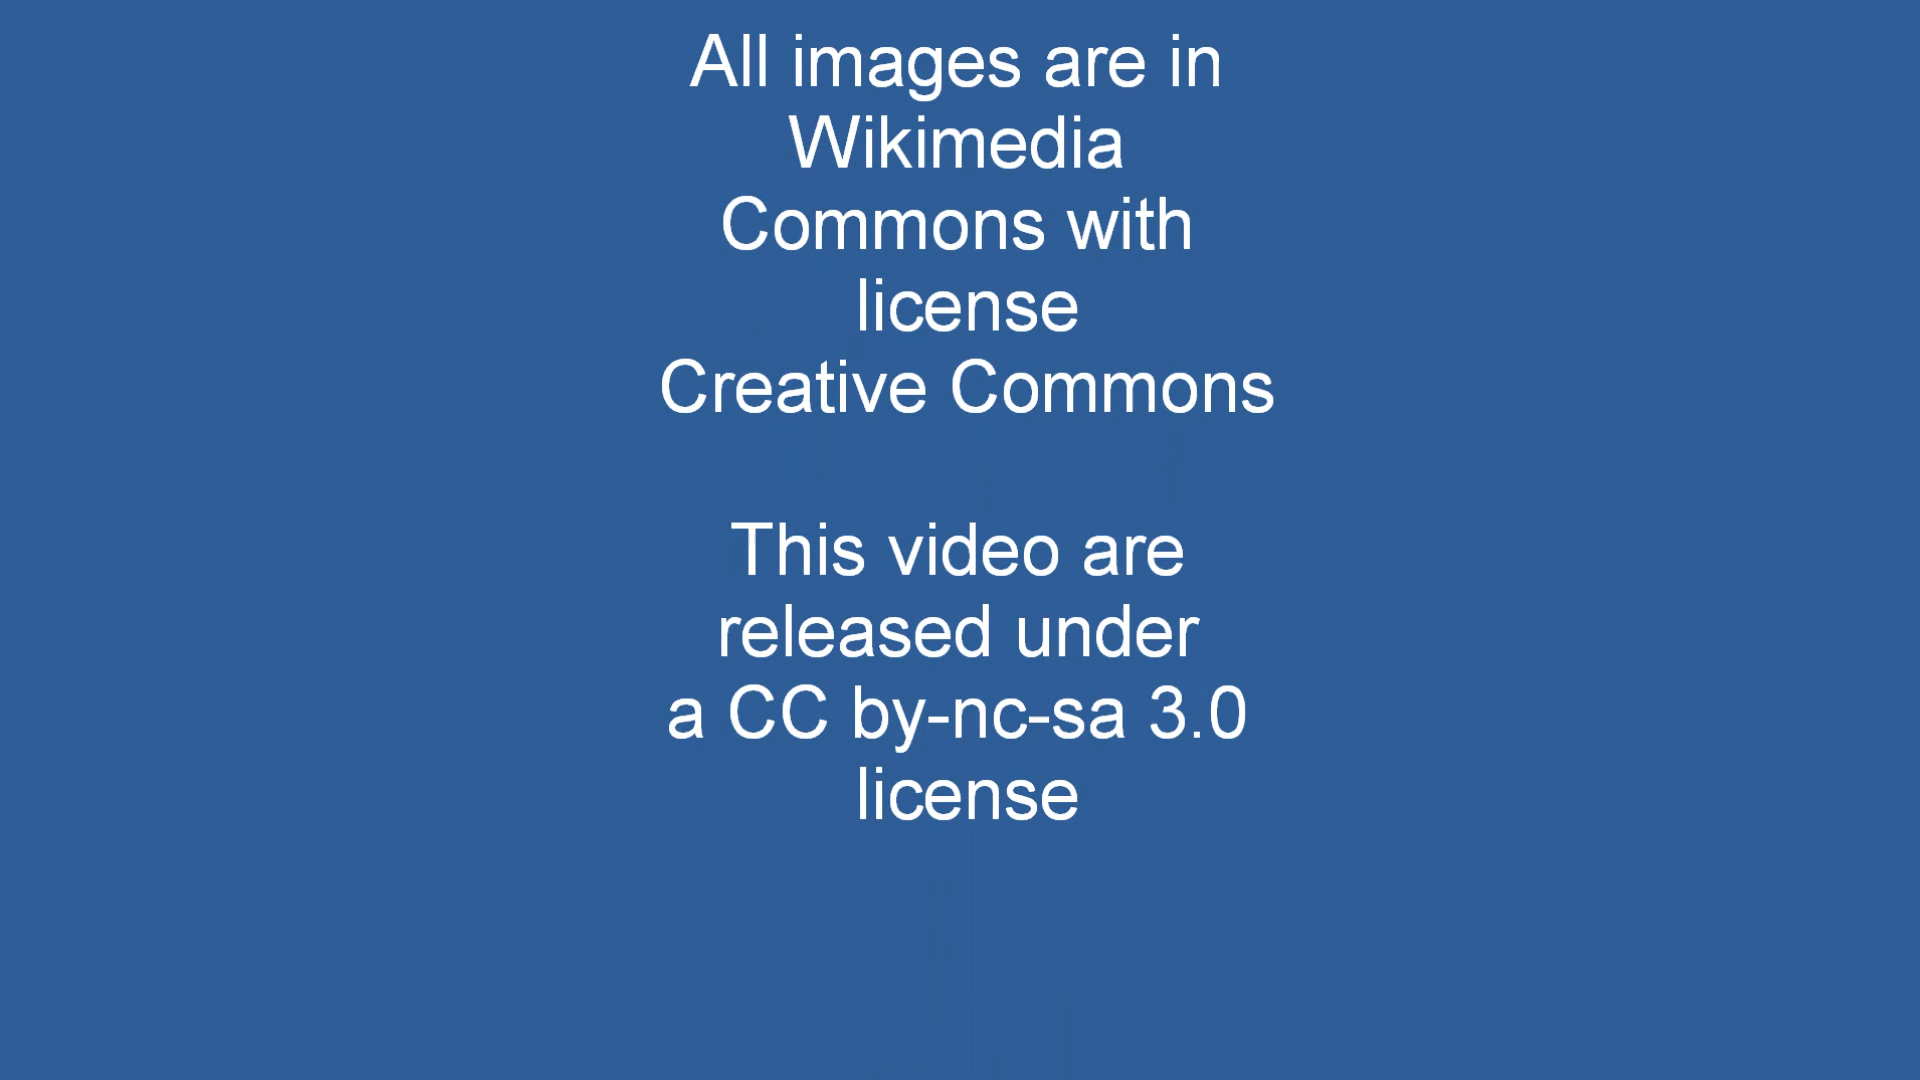 All images are in
Wikimedia
Commons with
license
Creative Commons
This video are
released under
a CC by-nc-sa 3.0
license